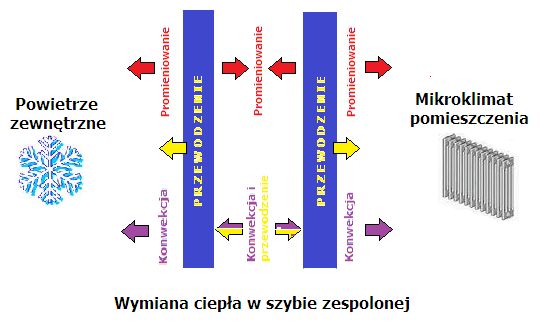 Promieniowanie
PRZEWODZENIE
Promieniowanie
PRZEWODZENIE
Promieniowanie
Powietrze
zewnętrzne
Mikroklimat
pomieszczenia
Konwekcja
Konwekcja i
przewodzenie
Konwekcja
Wymiana ciepła w szybie zespolonej